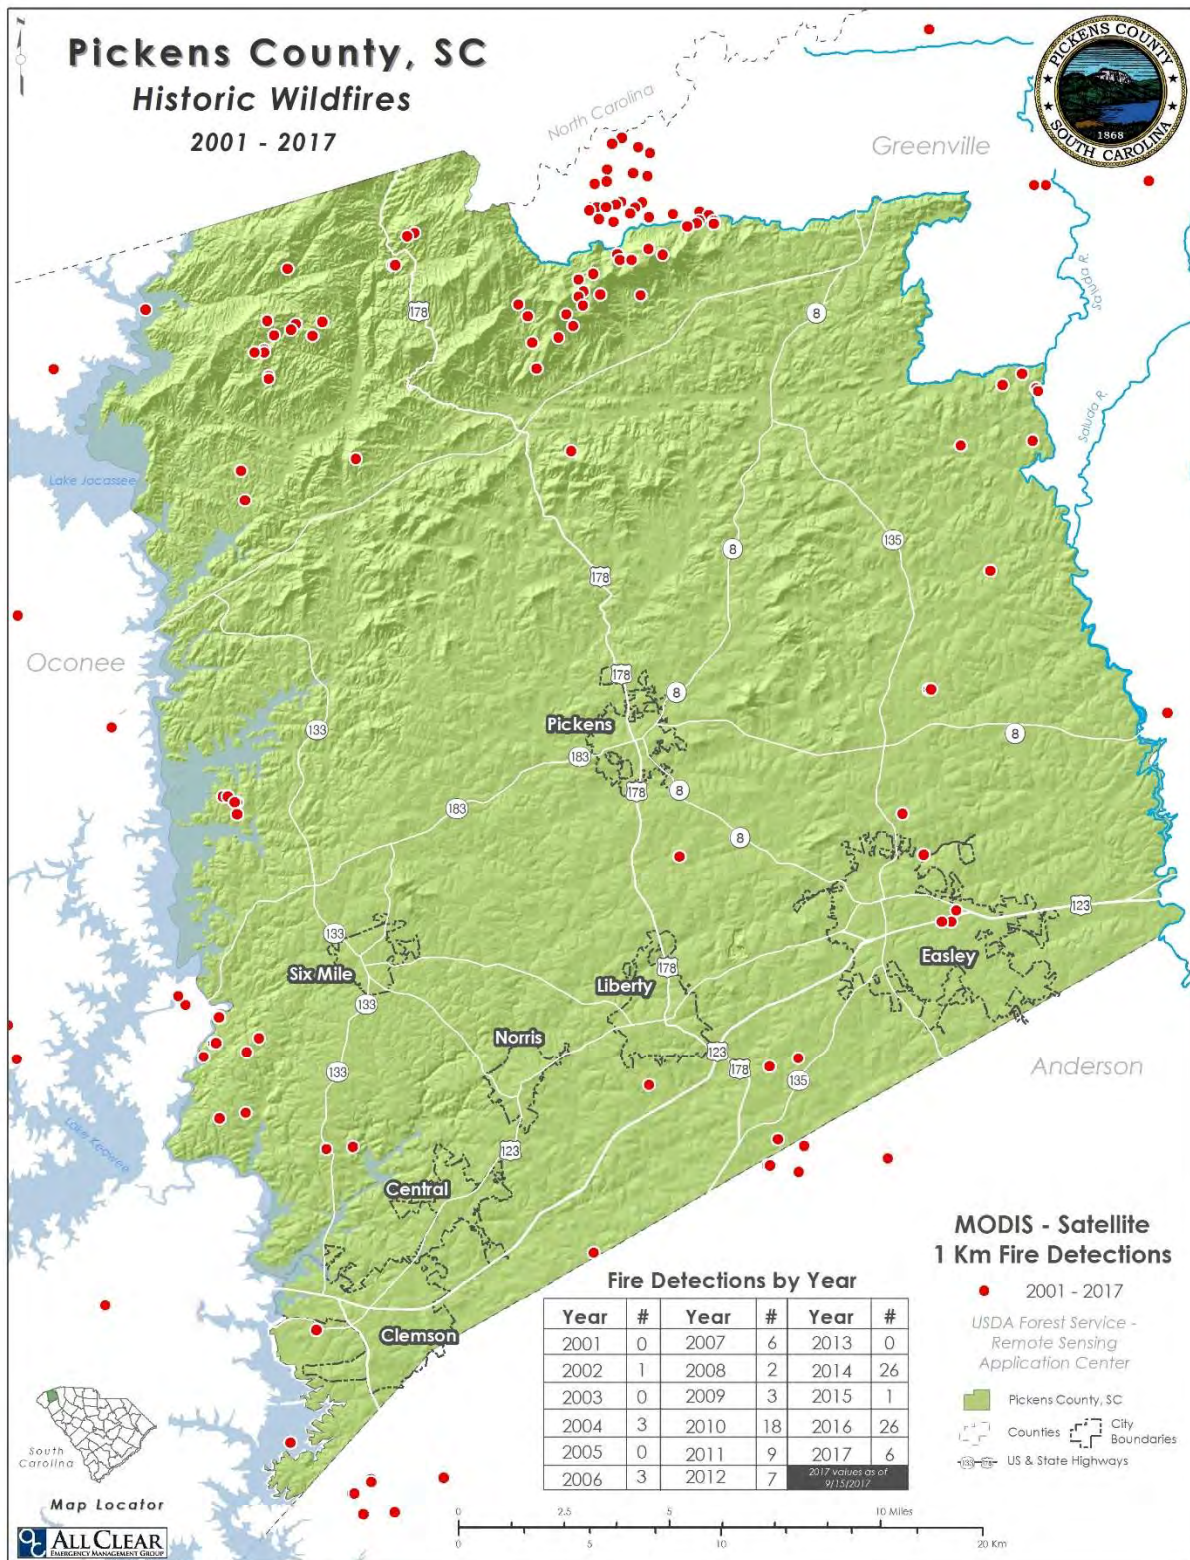 Pickens County, SC
Historic Wildfires
2001 - 2017
PICKENS COUNTY
SOUTH CAROLINA
1868
North Carolina
Greenville
Saluda R.
Saluda R.
178
8
Lake Jocassee
135
8
178
Oconee
178
8
Pickens
133
8
183
178
8
183
8
123
133
Easley
Six Mile
178
Liberty
133
Norris
123
Anderson
133
178
135
Lake Keowee
123
Central
Clemson
MODIS - Satellite
1 Km Fire Detections
2001 - 2017
USDA Forest Service -
Remote Sensing
Application Center
Pickens County, SC
Counties
City
Boundaries
US & State Highways
Fire Detections by Year
Year # Year # Year #
2001 0 2007 6 2013 0
2002 1 2008 2 2014 26
2003 0 2009 3 2015 1
2004 3 2010 18 2016 26
2005 0 2011 9 2017 6
2006 3 2012 7 2017 values as of
9/15/2017
South
Carolina
Map Locator
ALL CLEAR
EMERGENCY MANAGEMENT GROUP
0 2.5 5 10 Miles
0 5 10 20 Km